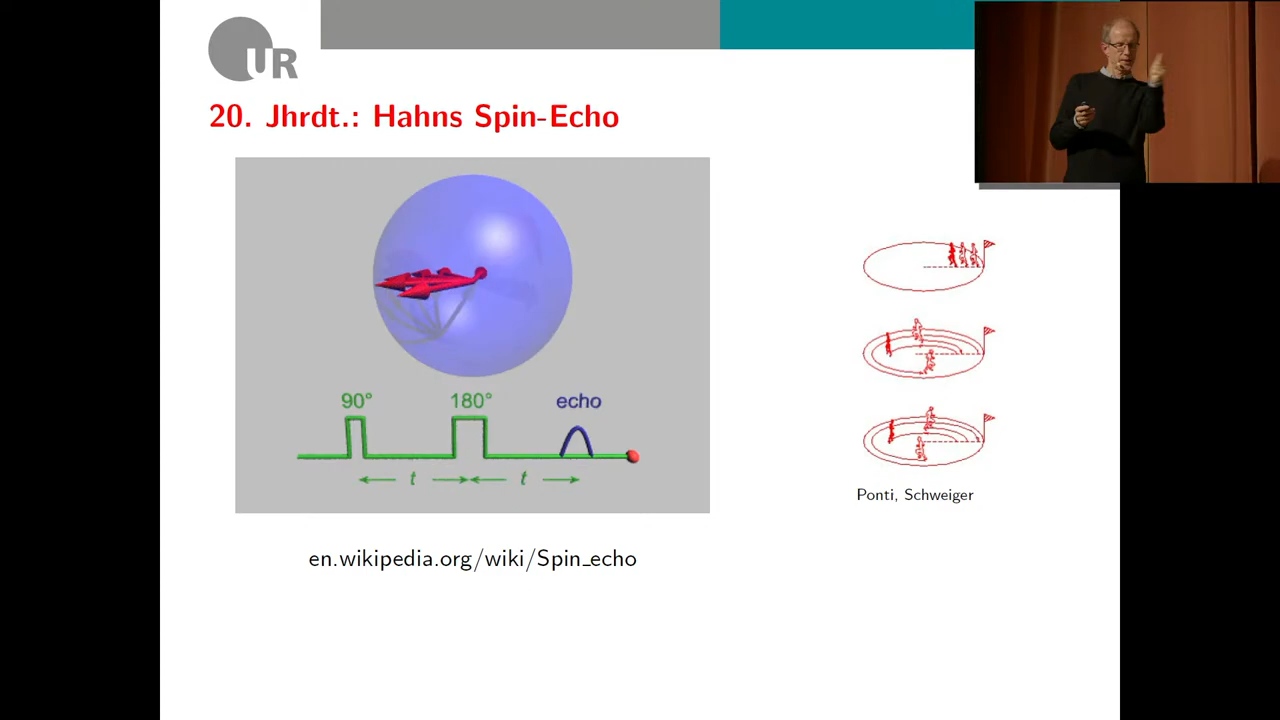 UR
20. Jhrdt.: Hahns Spin-Echo
90°
180°
echo
t
t
Ponti, Schweiger
en.wikipedia.org/wiki/Spin_echo